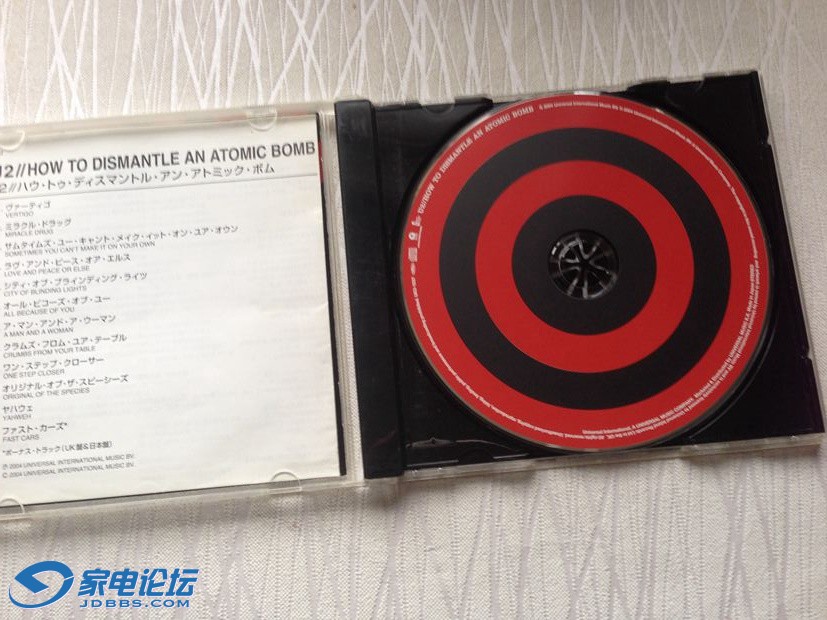 U2//HOW TO DISMANTLE AN ATOMIC BOMB
2//ハウ・トゥ・ディスマントル・アン・アトミック・ボム
ヴァーティゴ
VERTIGO
ミラクル・ドラッグ
MIRACLE DRUG
サムタイムズ・ユー・キャント・メイク・イット・オン・ユア・オウン
SOMETIMES YOU CAN'T MAKE IT ON YOUR OWN
ラヴ・アンド・ピース・オア・エルス
LOVE AND PEACE OR ELSE
シティ・オブ・ブラインディング・ライツ
CITY OF BLINDING LIGHTS
オール・ビコーズ・オブ・ユー
ALL BECAUSE OF YOU
ア・マン・アンド・ア・ウーマン
A MAN AND A WOMAN
クラムズ・フロム・ユア・テーブル
CRUMBS FROM YOUR TABLE
ワン・ステップ・クローサー
ONE STEP CLOSER
オリジナル・オブ・ザ・スピーシーズ
ORIGINAL OF THE SPECIES
ヤハウェ
YAHWEH
ファスト・カーズ*
FAST CARS
*ボーナス・トラック(UK盤&日本盤)
℗ 2004 UNIVERSAL INTERNATIONAL MUSIC BV.
© 2004 UNIVERSAL INTERNATIONAL MUSIC BV.
U2//HOW TO DISMANTLE AN ATOMIC BOMB
家电论坛
JDBBS.COM